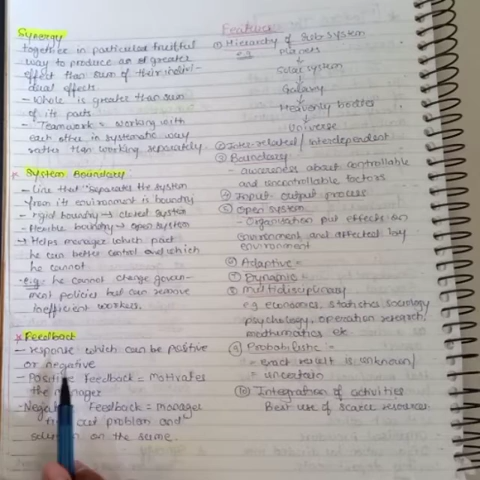 Synergy
together in particular fruitful
way to produce an of greater
effect than sum of their indivi-
dual effects.
- Whole is greater than sum
of its parts
- Teamwork = working with
each other in systematic way
rather than working separately
* System Boundary
- Line that separates the system
from its environment is boundry
- rigid boundry → closed system
- flexible boundry → open system
→ Helps manager which part
he can better control and which
he cannot
- e.g: he cannot change govern-
ment policies but can remove
inefficient workers.
* Feedback
- response which can be positive
or negative
- Positive Feedback = motivates
the manager
- Feedback = manager
out problem and
on the same.
Feature
① Hierarchy of Sub-system
e.g Planets
↓
Solar system
↓
Galaxy
↓
Heavenly bodies
↓
Universe
② Inter-related / interdependent
③ Boundary
- awareness about controllable
and uncontrollable factors
④ Input output process
⑤ Open system
- Organisation put effects on
environment and affected by
environment
⑥ Adaptive -
⑦ Dynamic -
⑧ multidisciplinary
e.g economics, statistics sociology
psychology, operation research,
mathematics etc
⑨ Probabilistic -
- exact result is unknown/
uncertain
⑩ Integration of activities
Best use of scarce resources.